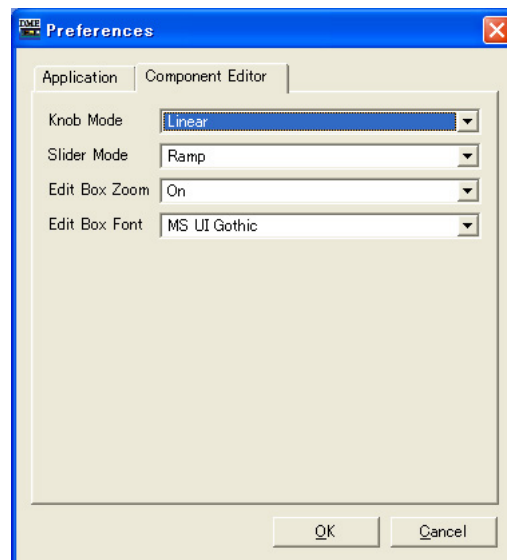 DME
Preferences
Application Component Editor
Knob Mode Linear
Slider Mode Ramp
Edit Box Zoom On
Edit Box Font MS UI Gothic
OK Cancel